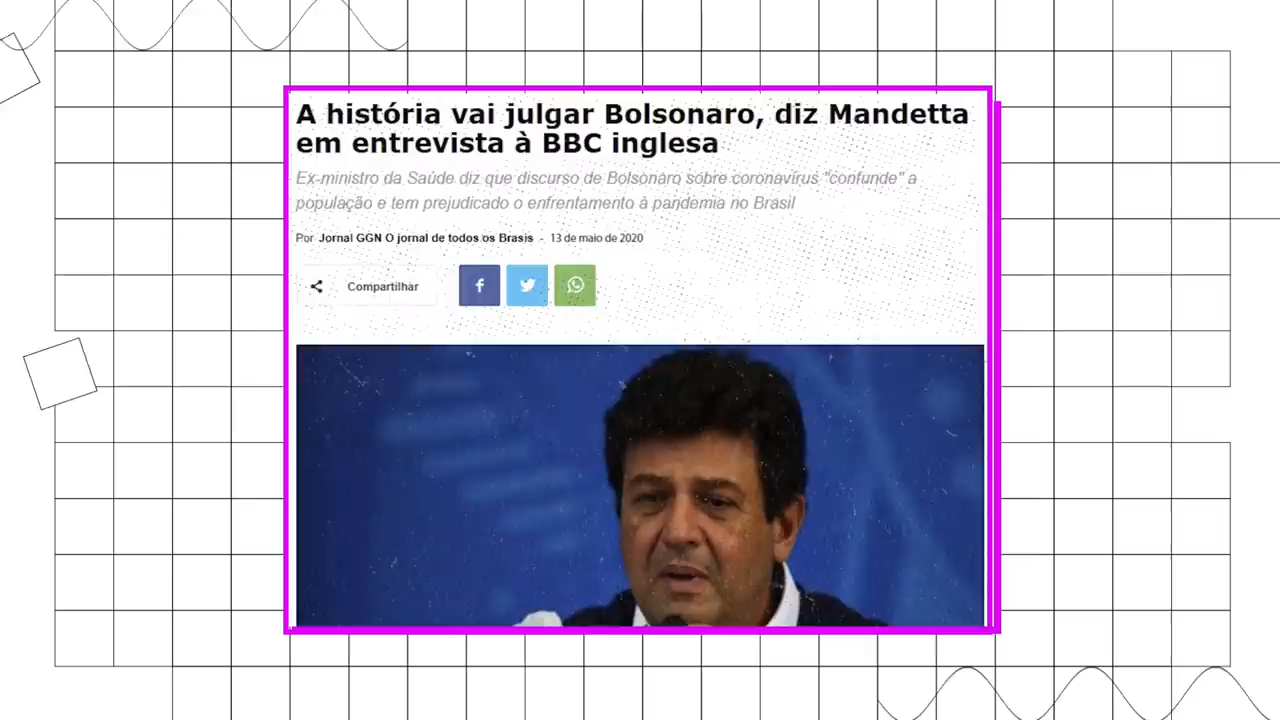 A história vai julgar Bolsonaro, diz Mandetta
em entrevista à BBC inglesa
Ex-ministro da Saúde diz que discurso de Bolsonaro sobre coronavírus "confunde" a
população e tem prejudicado o enfrentamento à pandemia no Brasil
Por Jornal GGN O jornal de todos os Brasis - 13 de maio de 2020
Compartilhar